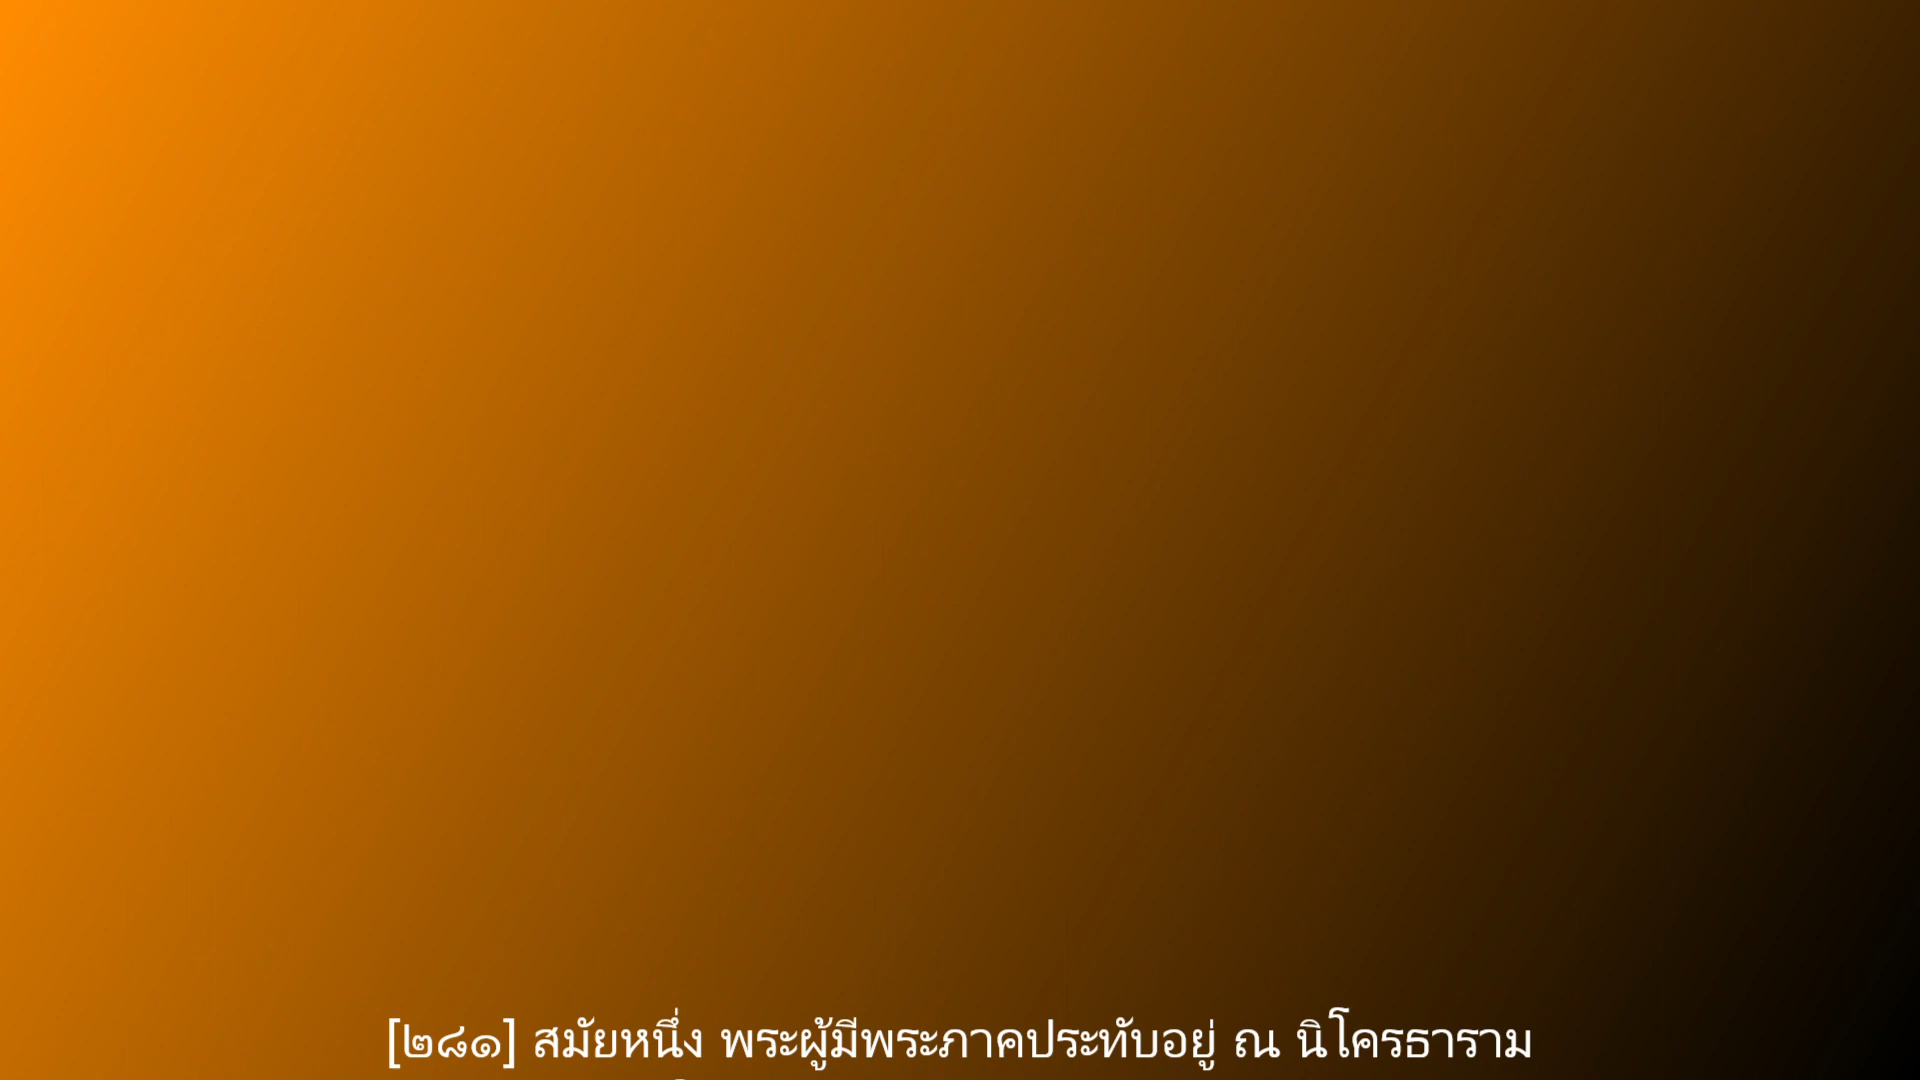 [๒๘๑] สมัยหนึ่ง พระผู้มีพระภาคประทับอยู่ ณ นิโครธาราม